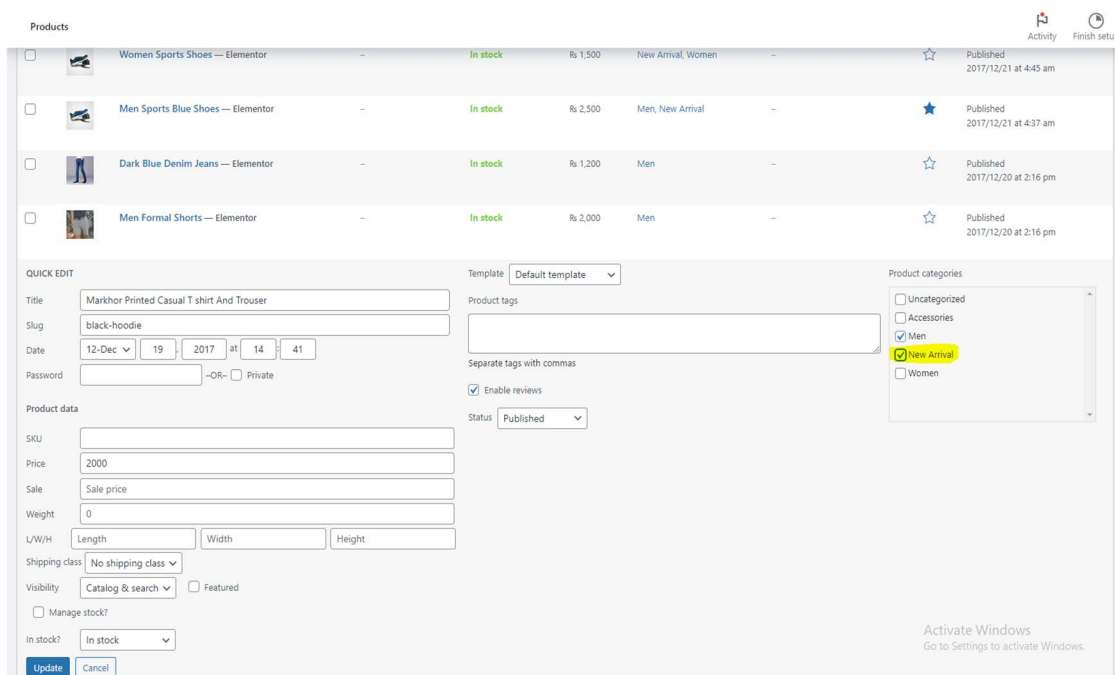 Products
Activity
Finish setu
Women Sports Shoes — Elementor – In stock ₨ 1,500 New Arrival, Women Published
2017/12/21 at 4:45 am
Men Sports Blue Shoes — Elementor – In stock ₨ 2,500 Men, New Arrival – Published
2017/12/21 at 4:37 am
Dark Blue Denim Jeans — Elementor – In stock ₨ 1,200 Men – Published
2017/12/20 at 2:16 pm
Men Formal Shorts — Elementor – In stock ₨ 2,000 Men – Published
2017/12/20 at 2:16 pm
QUICK EDIT
Title Markhor Printed Casual T shirt And Trouser
Slug black-hoodie
Date 12-Dec 19 , 2017 at 14 : 41
Password –OR– Private
Product data
SKU
Price 2000
Sale Sale price
Weight 0
L/W/H Length Width Height
Shipping class No shipping class
Visibility Catalog & search Featured
Manage stock?
In stock? In stock
Update Cancel
Template Default template
Product tags
Separate tags with commas
Enable reviews
Status Published
Product categories
Uncategorized
Accessories
Men
New Arrival
Women
Activate Windows
Go to Settings to activate Windows.